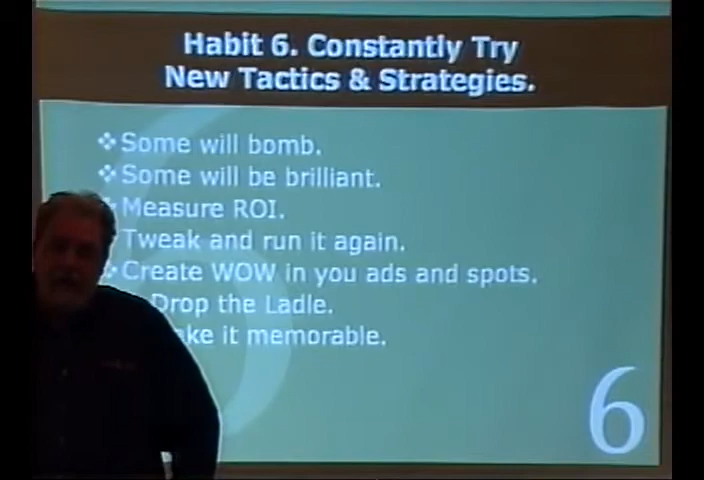 Habit 6. Constantly Try
New Tactics & Strategies.
❖Some will bomb.
❖Some will be brilliant.
Measure ROI.
Tweak and run it again.
Create WOW in you ads and spots.
Drop the Ladle.
it memorable.
6